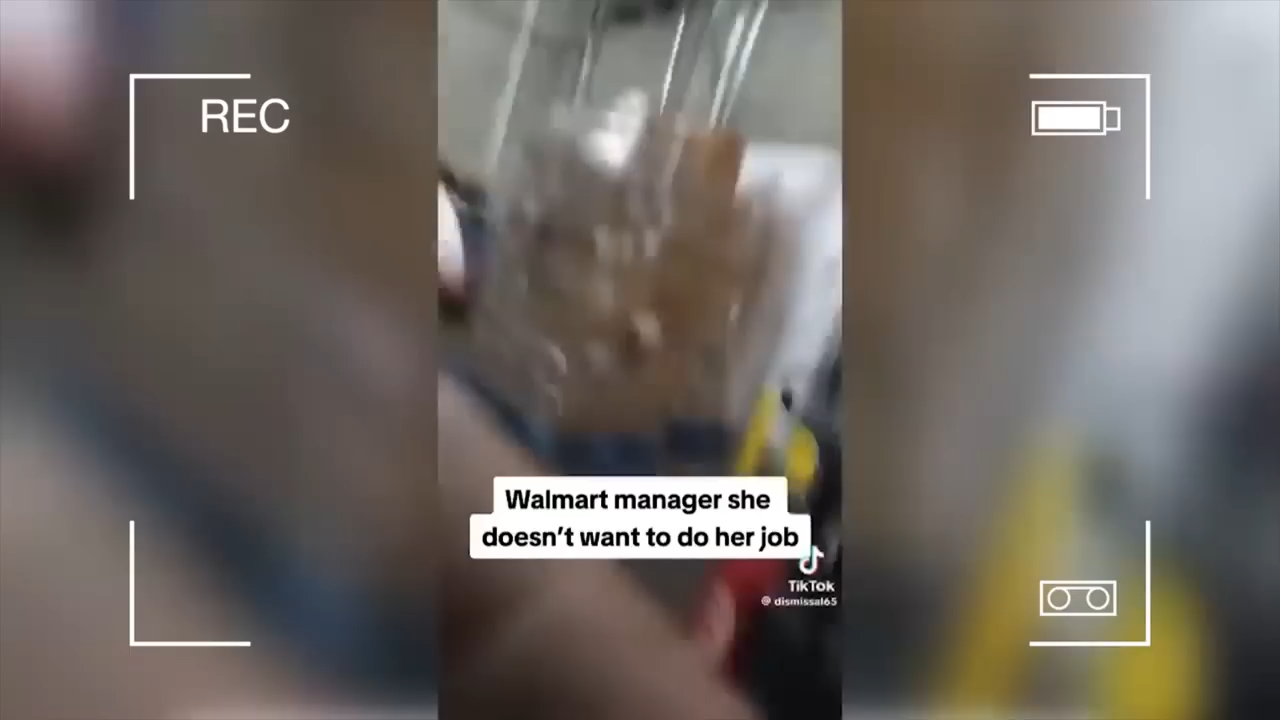 REC
Walmart manager she
doesn't want to do her job
TikTok
@ dismissal65